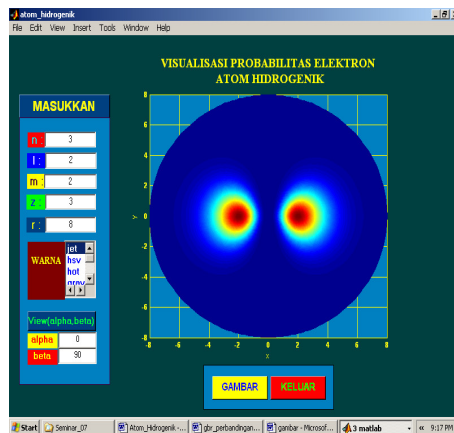 atom_hidrogenik
File Edit View Insert Tools Window Help
VISUALISASI PROBABILITAS ELEKTRON
ATOM HIDROGENIK
MASUKKAN
n : 3
l : 2
m : 2
z : 3
r : 8
WARNA
jet
hsv
hot
gray
View(alpha,beta)
alpha 0
beta 90
8
6
4
2
0
-2
-4
-6
-8
Y
-8 -6 -4 -2 0 2 4 6 8
X
GAMBAR KELUAR
Start Seminar_07 Atom_Hidrogenik -... gbr_perbandingan... gambar - Microsof... 3 matlab « 9:17 PM